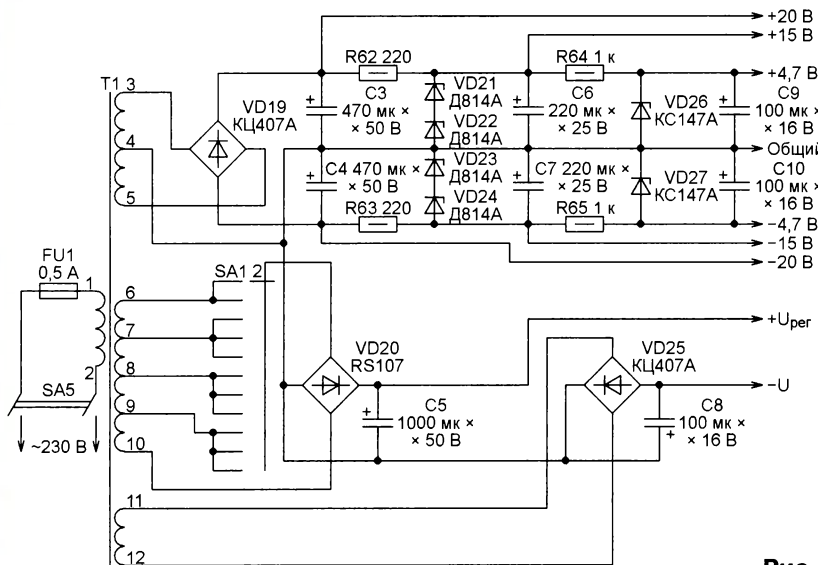 +20 В
+15 В
R62 220
R64 1 к
+4,7 В
T1
3
4
5
VD19
КЦ407А
C3
470 мк ×
× 50 В
VD21
Д814А
VD22
Д814А
C6
220 мк ×
× 25 В
VD26
КС147А
C9
100 мк ×
× 16 В
Общий
C4 470 мк ×
× 50 В
VD23
Д814А
VD24
Д814А
C7 220 мк ×
× 25 В
VD27
КС147А
C10
100 мк ×
× 16 В
R63 220
R65 1 к
−4,7 В
−15 В
−20 В
FU1
0,5 А
1
2
SA5
~230 В
6
7
8
9
10
11
12
SA1 2
VD20
RS107
C5
1000 мк ×
× 50 В
+Uрег
VD25
КЦ407А
−U
C8
100 мк ×
× 16 В